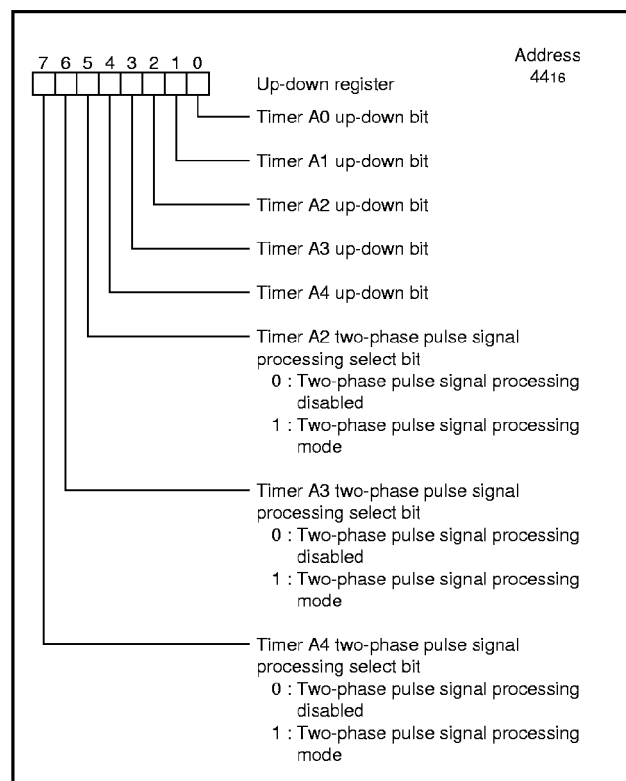 Address
44₁₆
7 6 5 4 3 2 1 0
Up-down register
Timer A0 up-down bit
Timer A1 up-down bit
Timer A2 up-down bit
Timer A3 up-down bit
Timer A4 up-down bit
Timer A2 two-phase pulse signal
processing select bit
0 : Two-phase pulse signal processing
disabled
1 : Two-phase pulse signal processing
mode
Timer A3 two-phase pulse signal
processing select bit
0 : Two-phase pulse signal processing
disabled
1 : Two-phase pulse signal processing
mode
Timer A4 two-phase pulse signal
processing select bit
0 : Two-phase pulse signal processing
disabled
1 : Two-phase pulse signal processing
mode